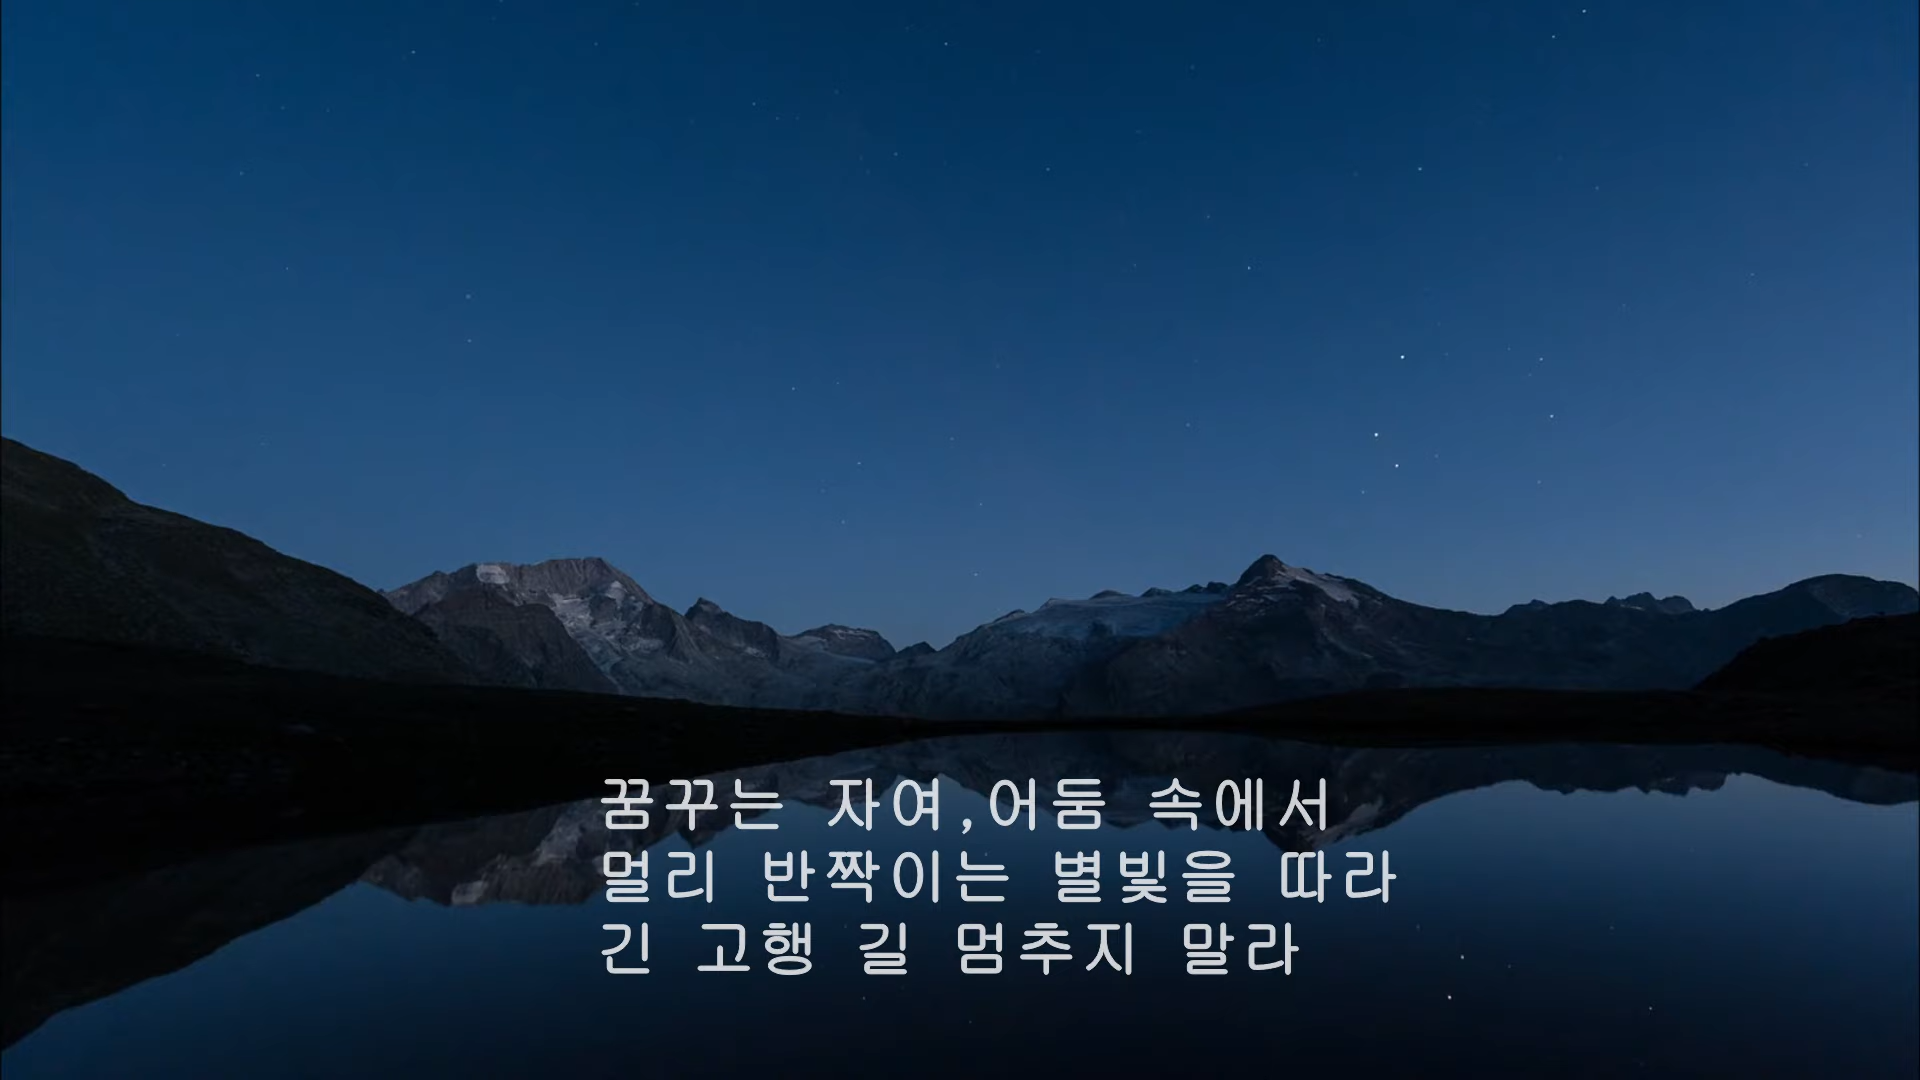 꿈꾸는 자여,어둠 속에서
멀리 반짝이는 별빛을 따라
긴 고행 길 멈추지 말라